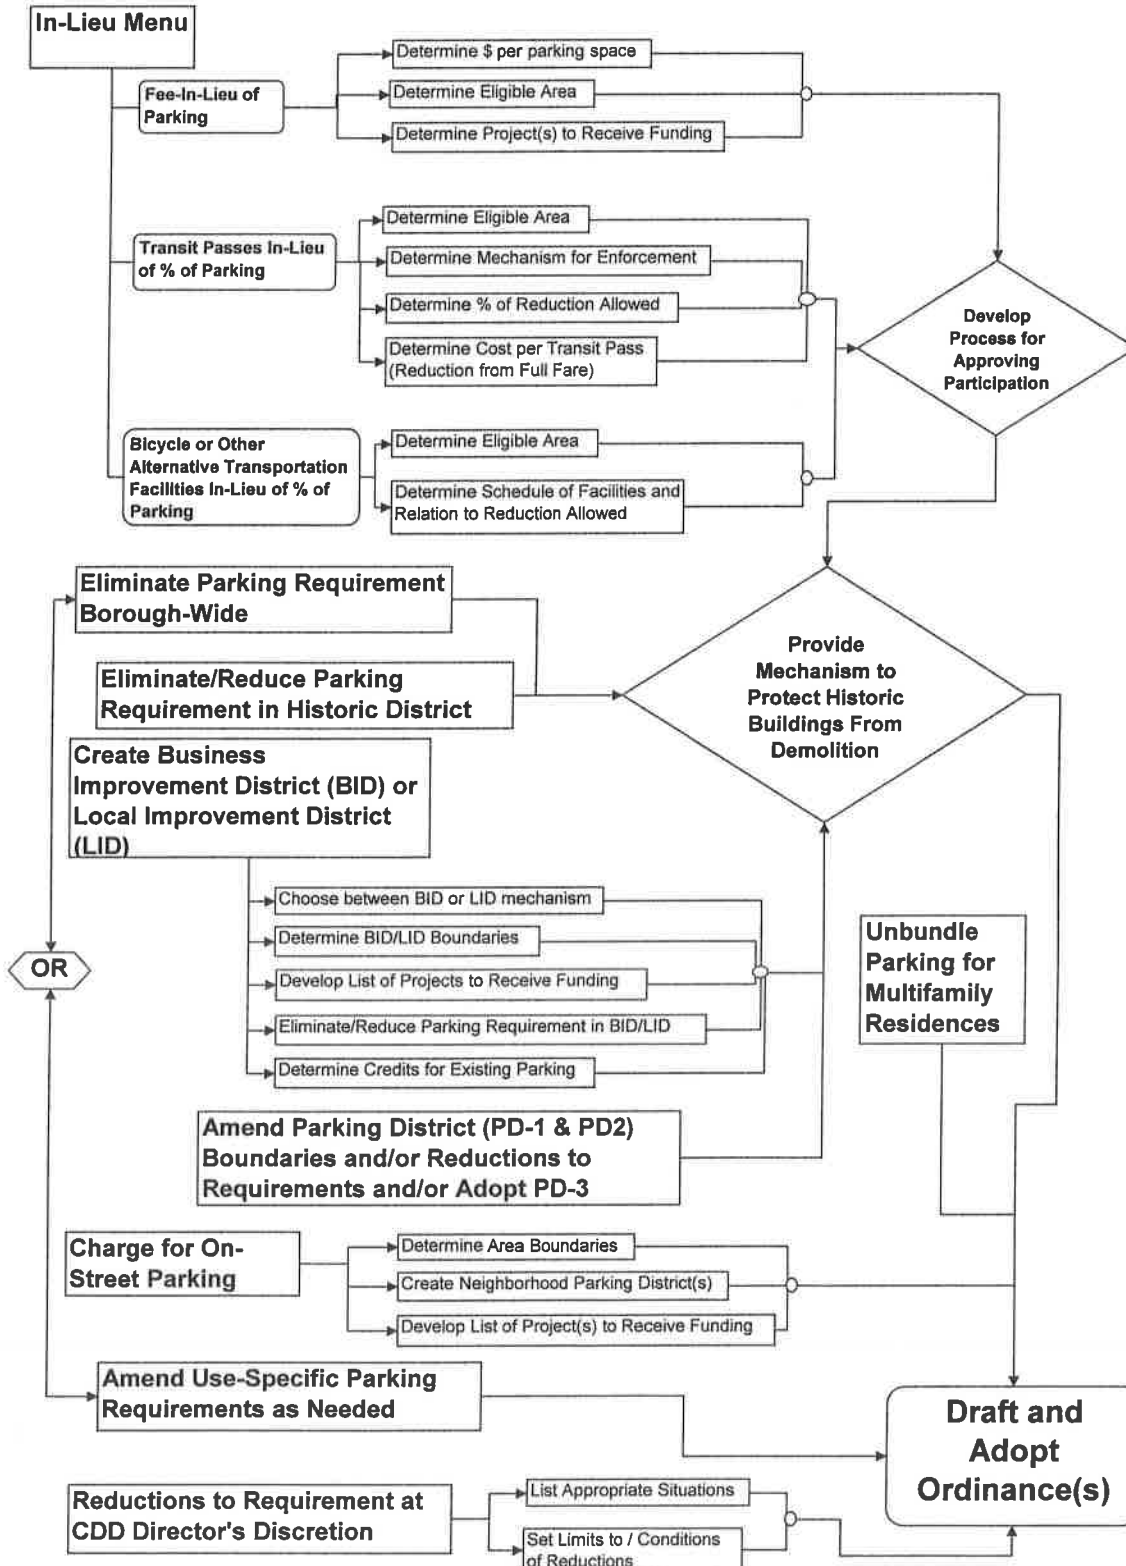 In-Lieu Menu
Determine $ per parking space
Fee-In-Lieu of
Parking
Determine Eligible Area
Determine Project(s) to Receive Funding
Determine Eligible Area
Transit Passes In-Lieu
of % of Parking
Determine Mechanism for Enforcement
Determine % of Reduction Allowed
Determine Cost per Transit Pass
(Reduction from Full Fare)
Develop
Process for
Approving
Participation
Bicycle or Other
Alternative Transportation
Facilities In-Lieu of % of
Parking
Determine Eligible Area
Determine Schedule of Facilities and
Relation to Reduction Allowed
Eliminate Parking Requirement
Borough-Wide
Eliminate/Reduce Parking
Requirement in Historic District
Provide
Mechanism to
Protect Historic
Buildings From
Demolition
Create Business
Improvement District (BID) or
Local Improvement District
(LID)
Choose between BID or LID mechanism
Determine BID/LID Boundaries
Develop List of Projects to Receive Funding
Eliminate/Reduce Parking Requirement in BID/LID
Determine Credits for Existing Parking
OR
Unbundle
Parking for
Multifamily
Residences
Amend Parking District (PD-1 & PD2)
Boundaries and/or Reductions to
Requirements and/or Adopt PD-3
Charge for On-
Street Parking
Determine Area Boundaries
Create Neighborhood Parking District(s)
Develop List of Project(s) to Receive Funding
Amend Use-Specific Parking
Requirements as Needed
Draft and
Adopt
Ordinance(s)
Reductions to Requirement at
CDD Director's Discretion
List Appropriate Situations
Set Limits to / Conditions
of Reductions